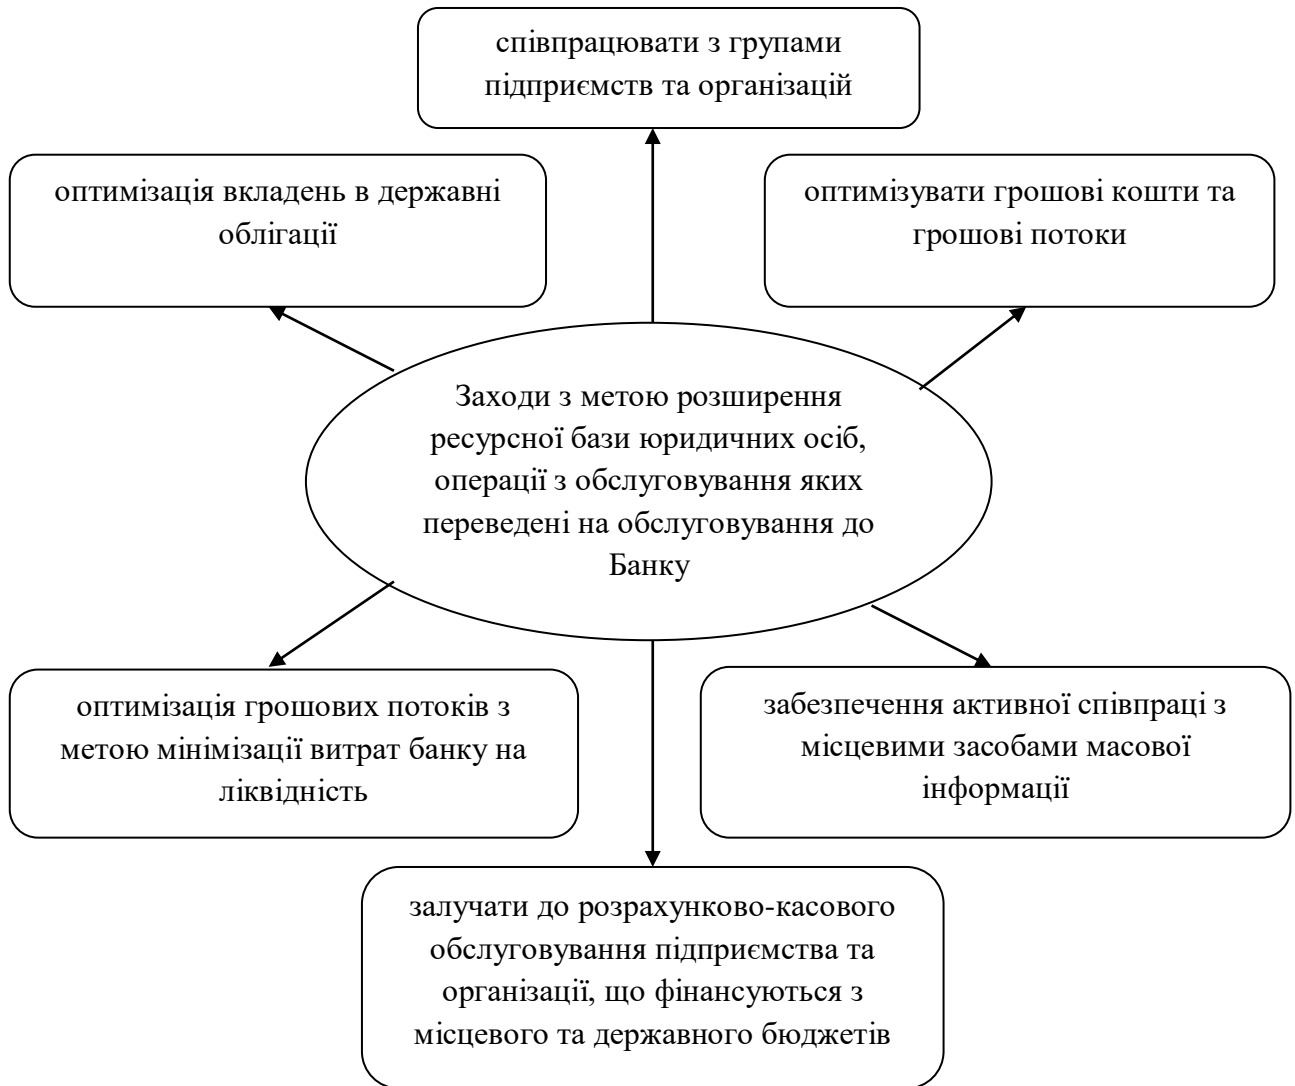 співпрацювати з групами
підприємств та організацій
оптимізація вкладень в державні
облігації
оптимізувати грошові кошти та
грошові потоки
Заходи з метою розширення
ресурсної бази юридичних осіб,
операції з обслуговування яких
переведені на обслуговування до
Банку
оптимізація грошових потоків з
метою мінімізації витрат банку на
ліквідність
забезпечення активної співпраці з
місцевими засобами масової
інформації
залучати до розрахунково-касового
обслуговування підприємства та
організації, що фінансуються з
місцевого та державного бюджетів